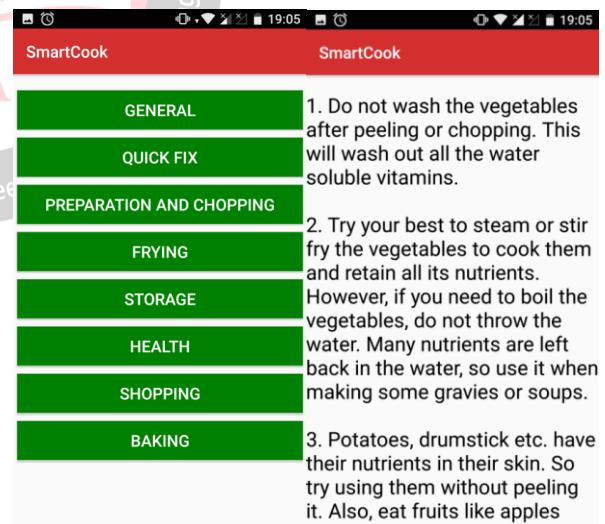 19:05
SmartCook
GENERAL
QUICK FIX
PREPARATION AND CHOPPING
FRYING
STORAGE
HEALTH
SHOPPING
BAKING
19:05
SmartCook
1. Do not wash the vegetables
after peeling or chopping. This
will wash out all the water
soluble vitamins.
2. Try your best to steam or stir
fry the vegetables to cook them
and retain all its nutrients.
However, if you need to boil the
vegetables, do not throw the
water. Many nutrients are left
back in the water, so use it when
making some gravies or soups.
3. Potatoes, drumstick etc. have
their nutrients in their skin. So
try using them without peeling
it. Also, eat fruits like apples